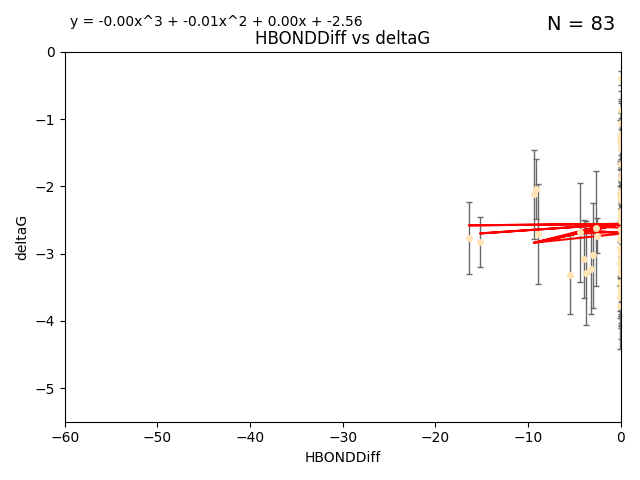 y = -0.00x^3 + -0.01x^2 + 0.00x + -2.56
N = 83
HBONDDiff vs deltaG
0
−1
−2
−3
−4
−5
deltaG
−60
−50
−40
−30
−20
−10
0
HBONDDiff